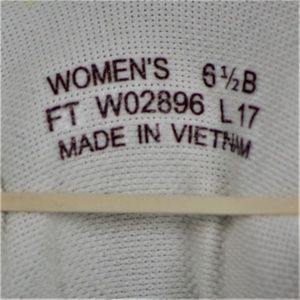 WOMEN'S 6½B
FT W02896 L17
MADE IN VIETNAM